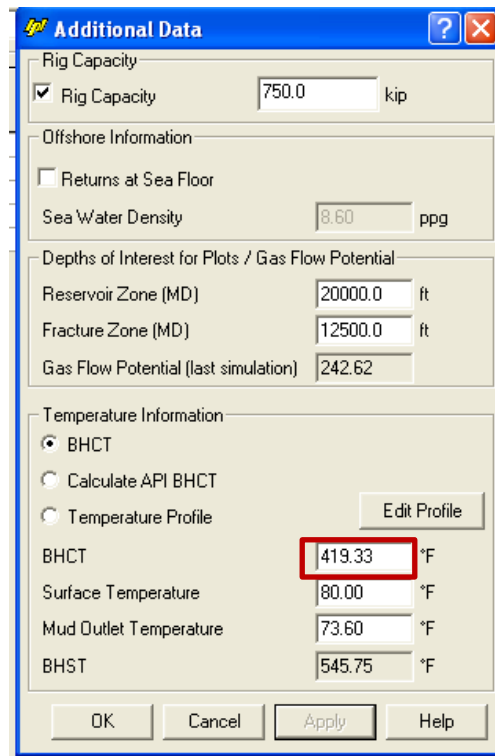 Additional Data
Rig Capacity
Rig Capacity 750.0 kip
Offshore Information
Returns at Sea Floor
Sea Water Density 8.60 ppg
Depths of Interest for Plots / Gas Flow Potential
Reservoir Zone (MD) 20000.0 ft
Fracture Zone (MD) 12500.0 ft
Gas Flow Potential (last simulation) 242.62
Temperature Information
BHCT
Calculate API BHCT
Temperature Profile Edit Profile
BHCT 419.33 °F
Surface Temperature 80.00 °F
Mud Outlet Temperature 73.60 °F
BHST 545.75 °F
OK Cancel Apply Help